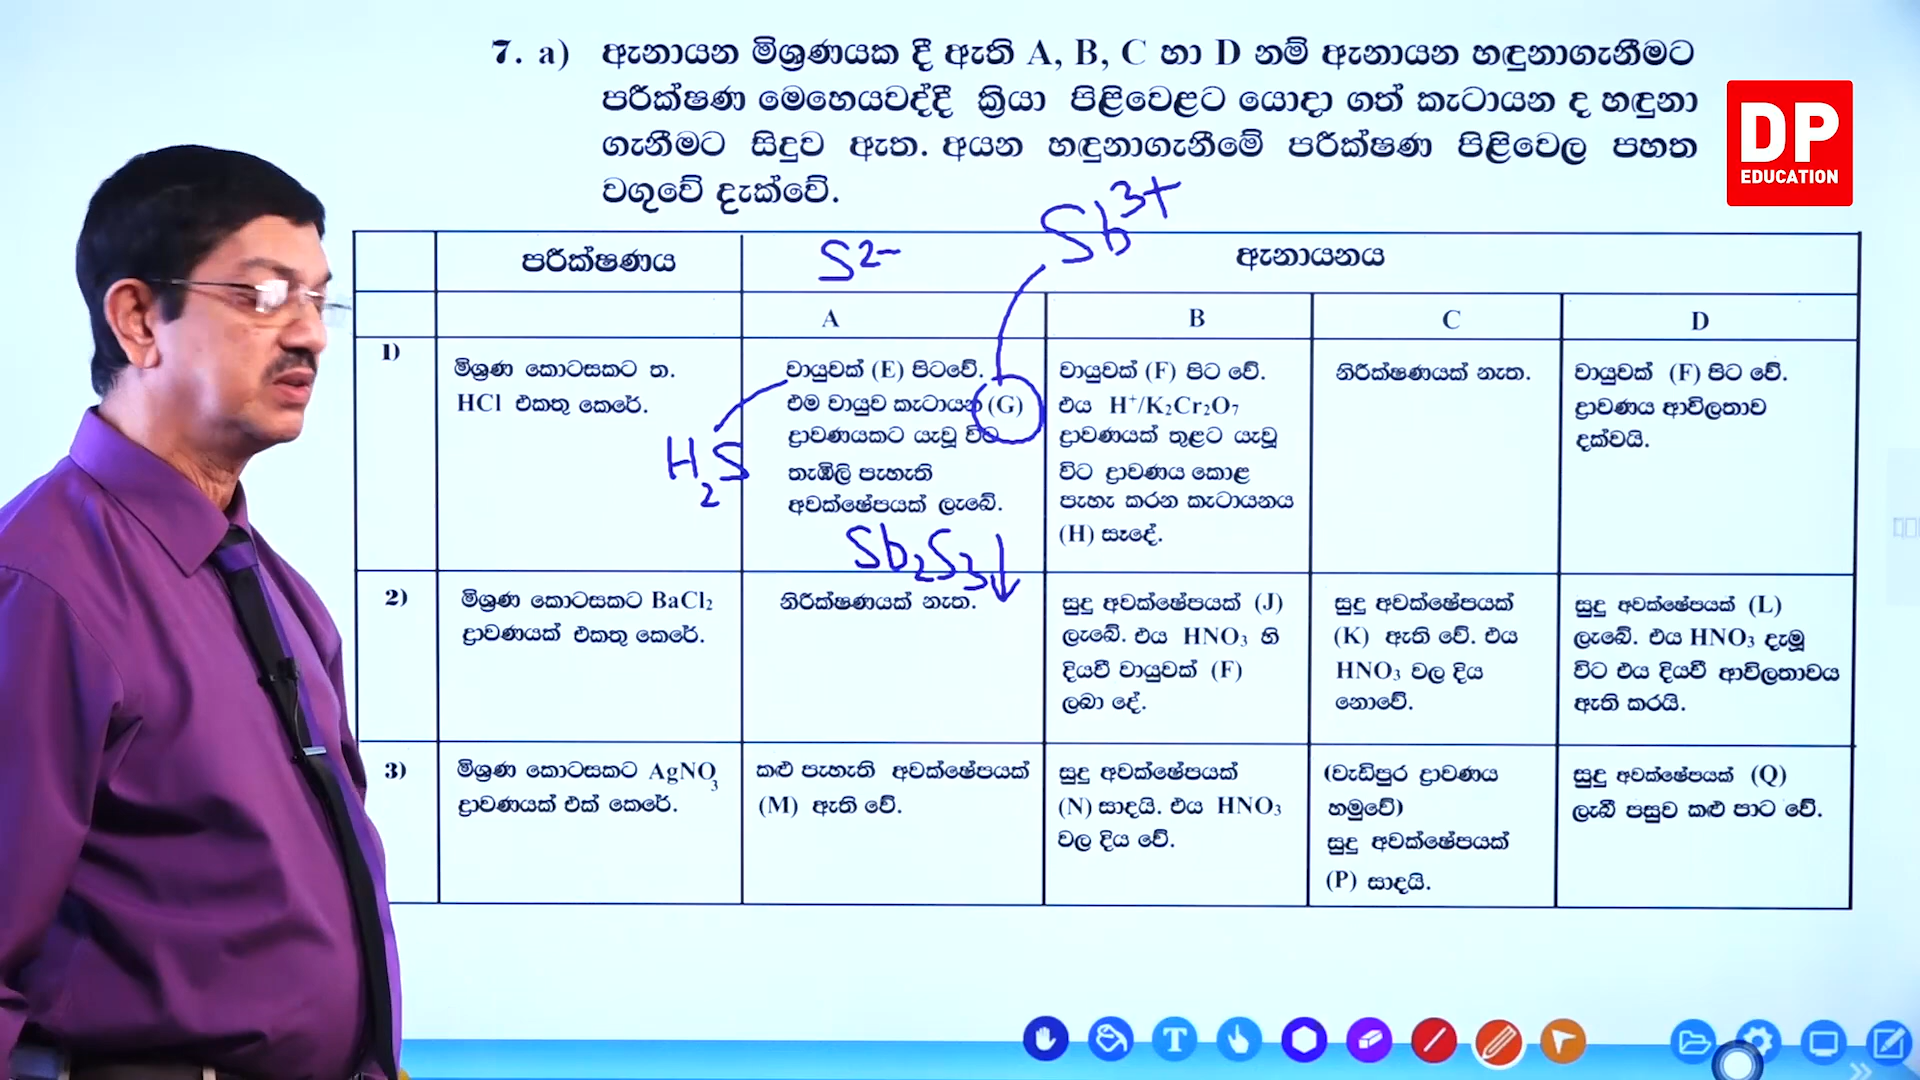 7. a) ඇනායන මිශ්‍රණයක දී ඇති A, B, C හා D නම් ඇනායන හඳුනාගැනීමට
පරීක්ෂණ මෙහෙයවද්දී ක්‍රියා පිළිවෙළට යොදා ගත් කැටායන ද හඳුනා
ගැනීමට සිදුව ඇත. අයන හඳුනාගැනීමේ පරීක්ෂණ පිළිවෙල පහත
වගුවේ දැක්වේ.
DP
EDUCATION
Sb3+
පරීක්ෂණය
S2-
ඇනායනය
A
B
C
D
1)
මිශ්‍රණ කොටසකට ත.
HCl එකතු කෙරේ.
වායුවක් (E) පිටවේ.
එම වායුව කැටායන (G)
ද්‍රාවණයකට යැවූ විට
තැඹිලි පැහැති
අවක්ෂේපයක් ලැබේ.
H2S
Sb2S3↓
වායුවක් (F) පිට වේ.
එය H+/K2Cr2O7
ද්‍රාවණයක් තුළට යැවූ
විට ද්‍රාවණය කොළ
පැහැ කරන කැටායනය
(H) සෑදේ.
නිරීක්ෂණයක් නැත.
වායුවක් (F) පිට වේ.
ද්‍රාවණය ආවිලතාව
දක්වයි.
2)
මිශ්‍රණ කොටසකට BaCl2
ද්‍රාවණයක් එකතු කෙරේ.
නිරීක්ෂණයක් නැත.
සුදු අවක්ෂේපයක් (J)
ලැබේ. එය HNO3 හි
දියවී වායුවක් (F)
ලබා දේ.
සුදු අවක්ෂේපයක්
(K) ඇති වේ. එය
HNO3 වල දිය
නොවේ.
සුදු අවක්ෂේපයක් (L)
ලැබේ. එය HNO3 දැමූ
විට එය දියවී ආවිලතාවය
ඇති කරයි.
3)
මිශ්‍රණ කොටසකට AgNO3
ද්‍රාවණයක් එක් කෙරේ.
කළු පැහැති අවක්ෂේපයක්
(M) ඇති වේ.
සුදු අවක්ෂේපයක්
(N) සාදයි. එය HNO3
වල දිය වේ.
(වැඩිපුර ද්‍රාවණය
හමුවේ)
සුදු අවක්ෂේපයක්
(P) සාදයි.
සුදු අවක්ෂේපයක් (Q)
ලැබී පසුව කළු පාට වේ.